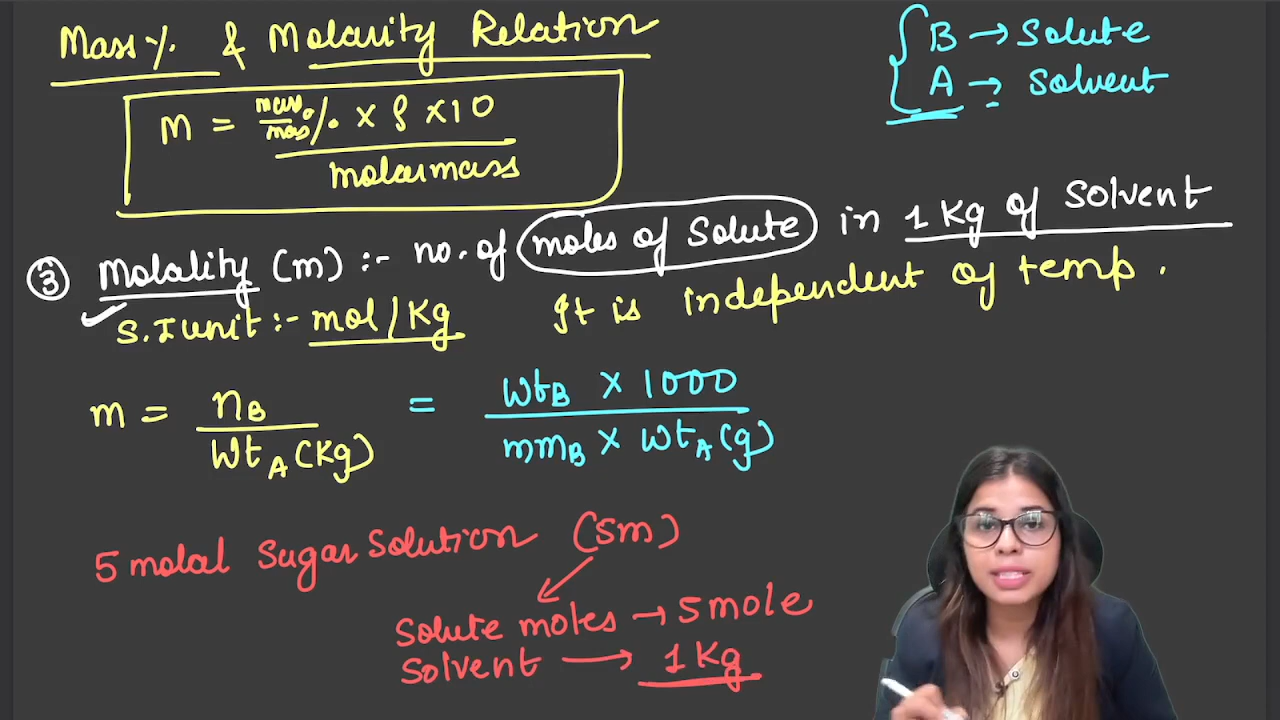 Mass % & Molarity Relation
B → Solute
A → Solvent
M = mass/mass % × ρ × 10
molarmass
③ Molality (m) :- no. of moles of Solute in 1 Kg of Solvent
S.I unit :- mol/Kg It is independent of temp.
m = nB / WtA(Kg) = WtB × 1000 / mmB × WtA(g)
5 molal Sugar Solution (5m)
Solute moles → 5 mole
Solvent → 1 Kg